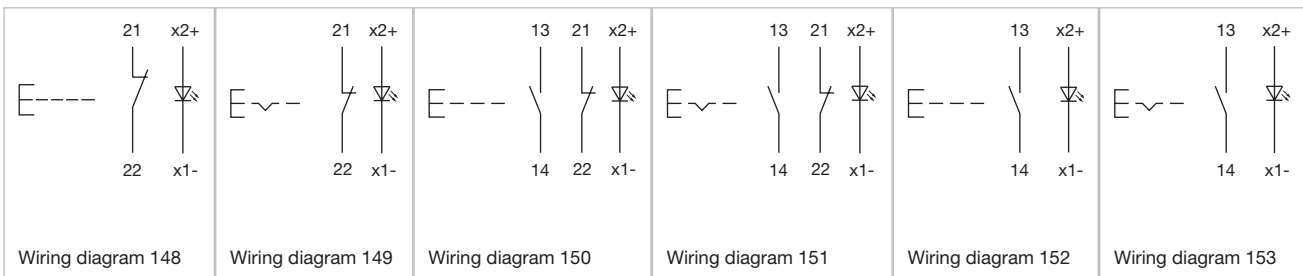 21 x2+
22 x1-
Wiring diagram 148
21 x2+
22 x1-
Wiring diagram 149
13 21 x2+
14 22 x1-
Wiring diagram 150
13 21 x2+
14 22 x1-
Wiring diagram 151
13 x2+
14 x1-
Wiring diagram 152
13 x2+
14 x1-
Wiring diagram 153